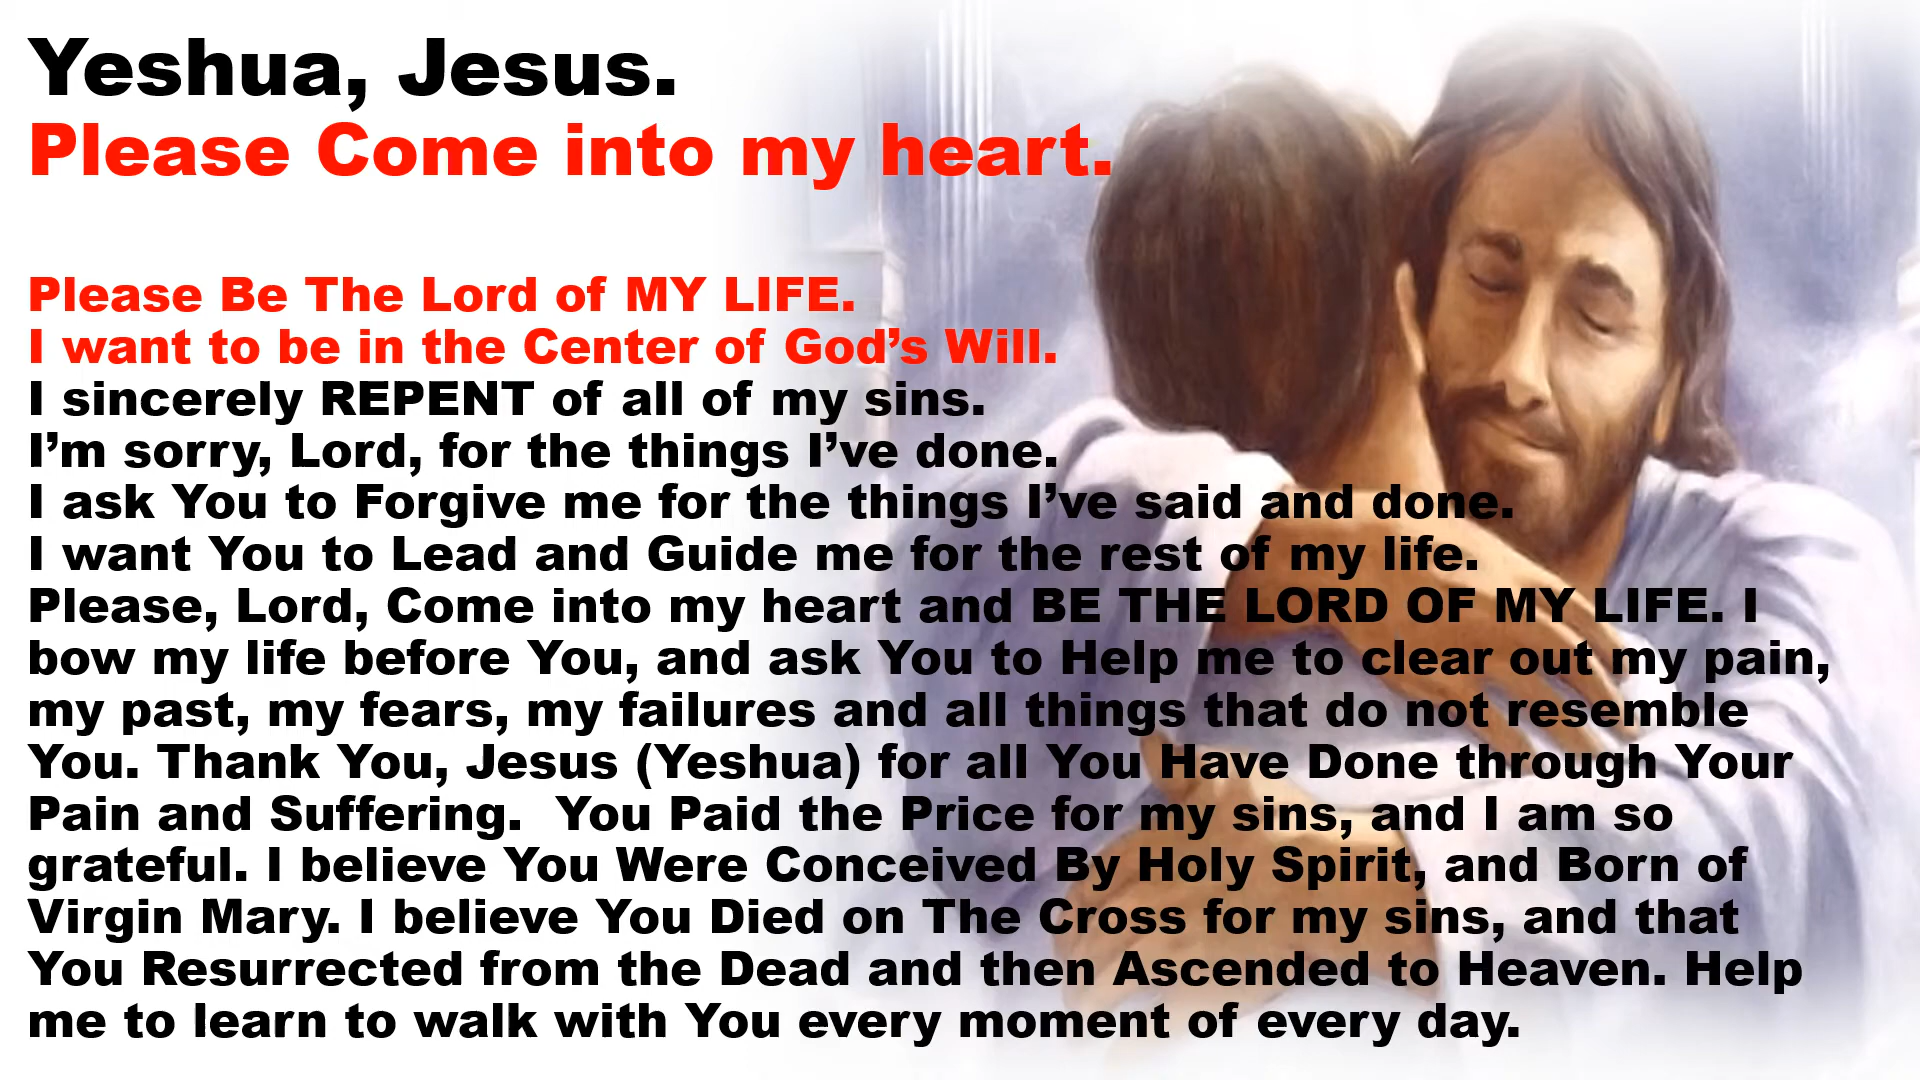 Yeshua, Jesus.
Please Come into my heart.
Please Be The Lord of MY LIFE.
I want to be in the Center of God’s Will.
I sincerely REPENT of all of my sins.
I’m sorry, Lord, for the things I’ve done.
I ask You to Forgive me for the things I’ve said and done.
I want You to Lead and Guide me for the rest of my life.
Please, Lord, Come into my heart and BE THE LORD OF MY LIFE. I
bow my life before You, and ask You to Help me to clear out my pain,
my past, my fears, my failures and all things that do not resemble
You. Thank You, Jesus (Yeshua) for all You Have Done through Your
Pain and Suffering.  You Paid the Price for my sins, and I am so
grateful. I believe You Were Conceived By Holy Spirit, and Born of
Virgin Mary. I believe You Died on The Cross for my sins, and that
You Resurrected from the Dead and then Ascended to Heaven. Help
me to learn to walk with You every moment of every day.